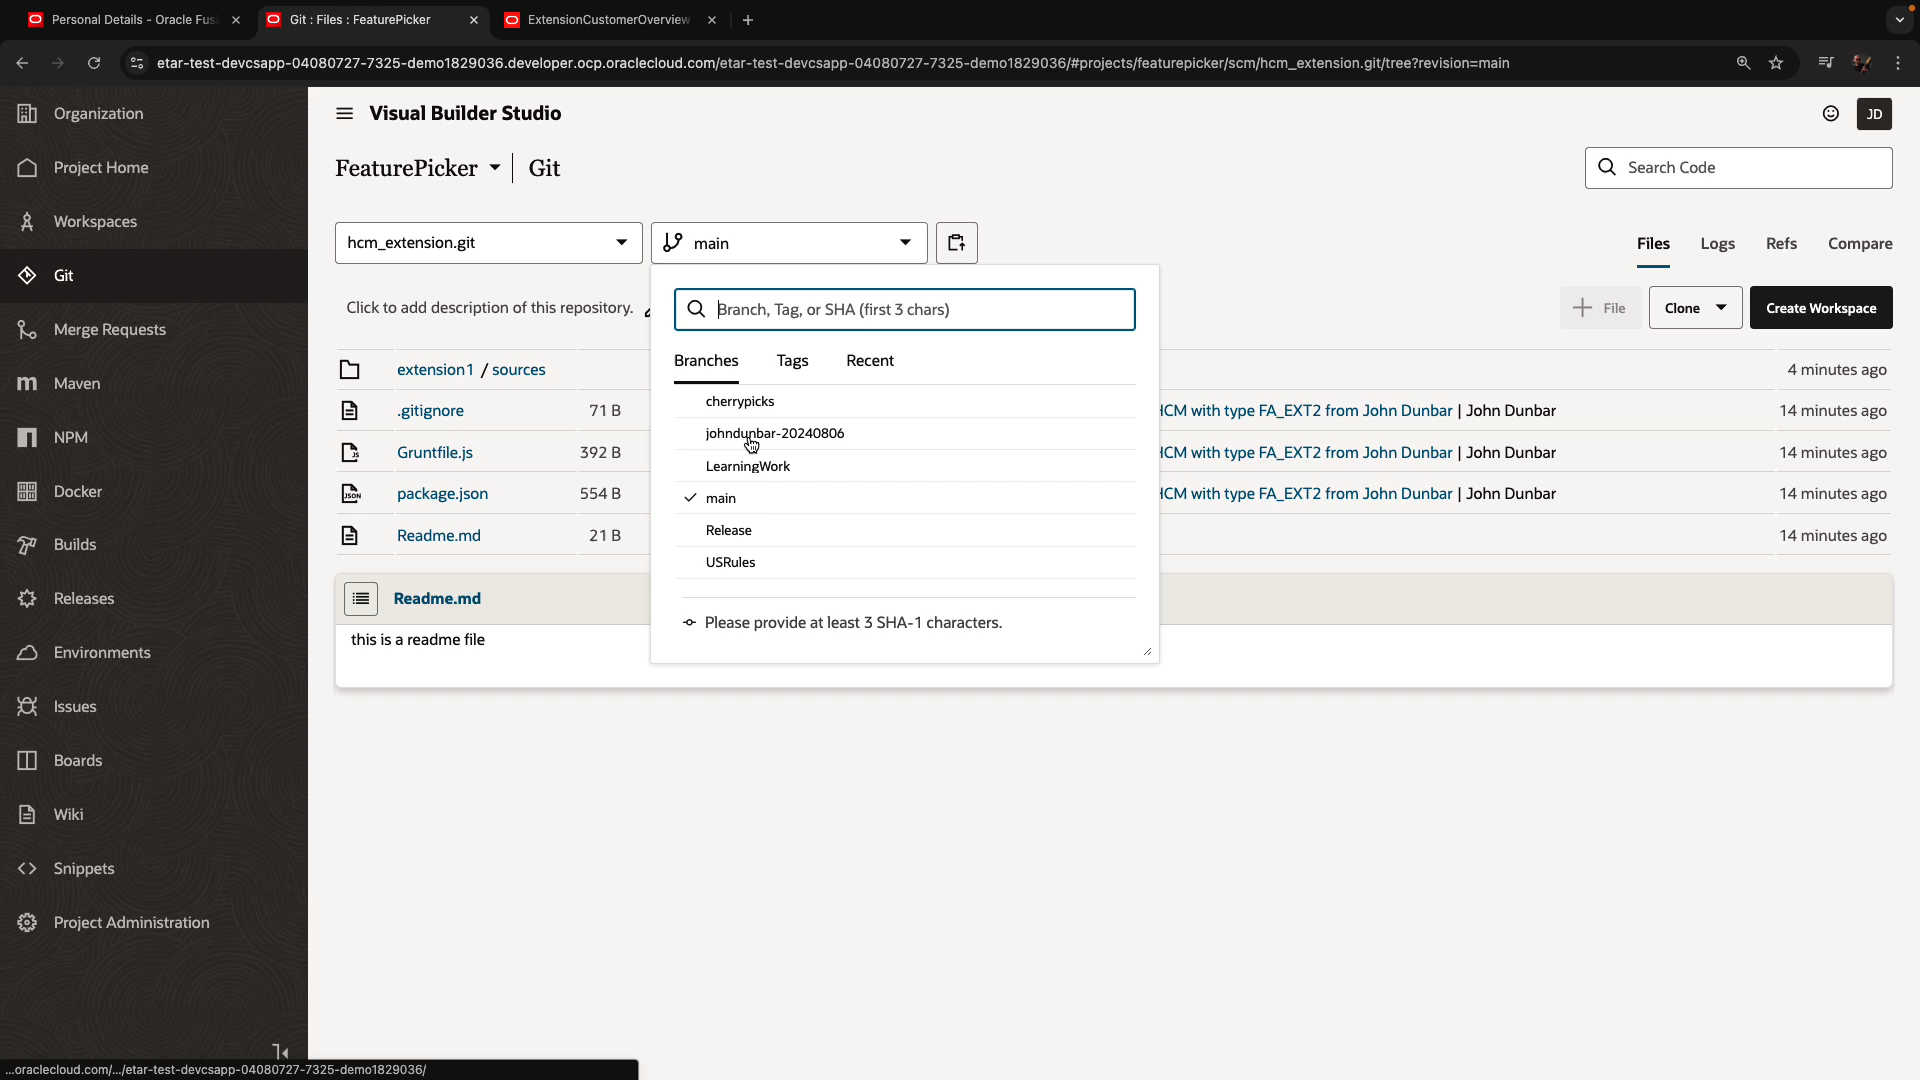 Personal Details - Oracle Fus
Git : Files : FeaturePicker
ExtensionCustomerOverview
etar-test-devcsapp-04080727-7325-demo1829036.developer.ocp.oraclecloud.com/etar-test-devcsapp-04080727-7325-demo1829036/#projects/featurepicker/scm/hcm_extension.git/tree?revision=main
Organization
Project Home
Workspaces
Git
Merge Requests
Maven
NPM
Docker
Builds
Releases
Environments
Issues
Boards
Wiki
Snippets
Project Administration
Visual Builder Studio
JD
FeaturePicker | Git
Search Code
hcm_extension.git
main
Files
Logs
Refs
Compare
Click to add description of this repository.
File
Clone
Create Workspace
Branch, Tag, or SHA (first 3 chars)
Branches
Tags
Recent
cherrypicks
johndunbar-20240806
LearningWork
main
Release
USRules
Please provide at least 3 SHA-1 characters.
extension1 / sources
4 minutes ago
.gitignore
71 B
HCM with type FA_EXT2 from John Dunbar | John Dunbar
14 minutes ago
JS
Gruntfile.js
392 B
HCM with type FA_EXT2 from John Dunbar | John Dunbar
14 minutes ago
JSON
package.json
554 B
HCM with type FA_EXT2 from John Dunbar | John Dunbar
14 minutes ago
Readme.md
21 B
14 minutes ago
Readme.md
this is a readme file
...oraclecloud.com/.../etar-test-devcsapp-04080727-7325-demo1829036/